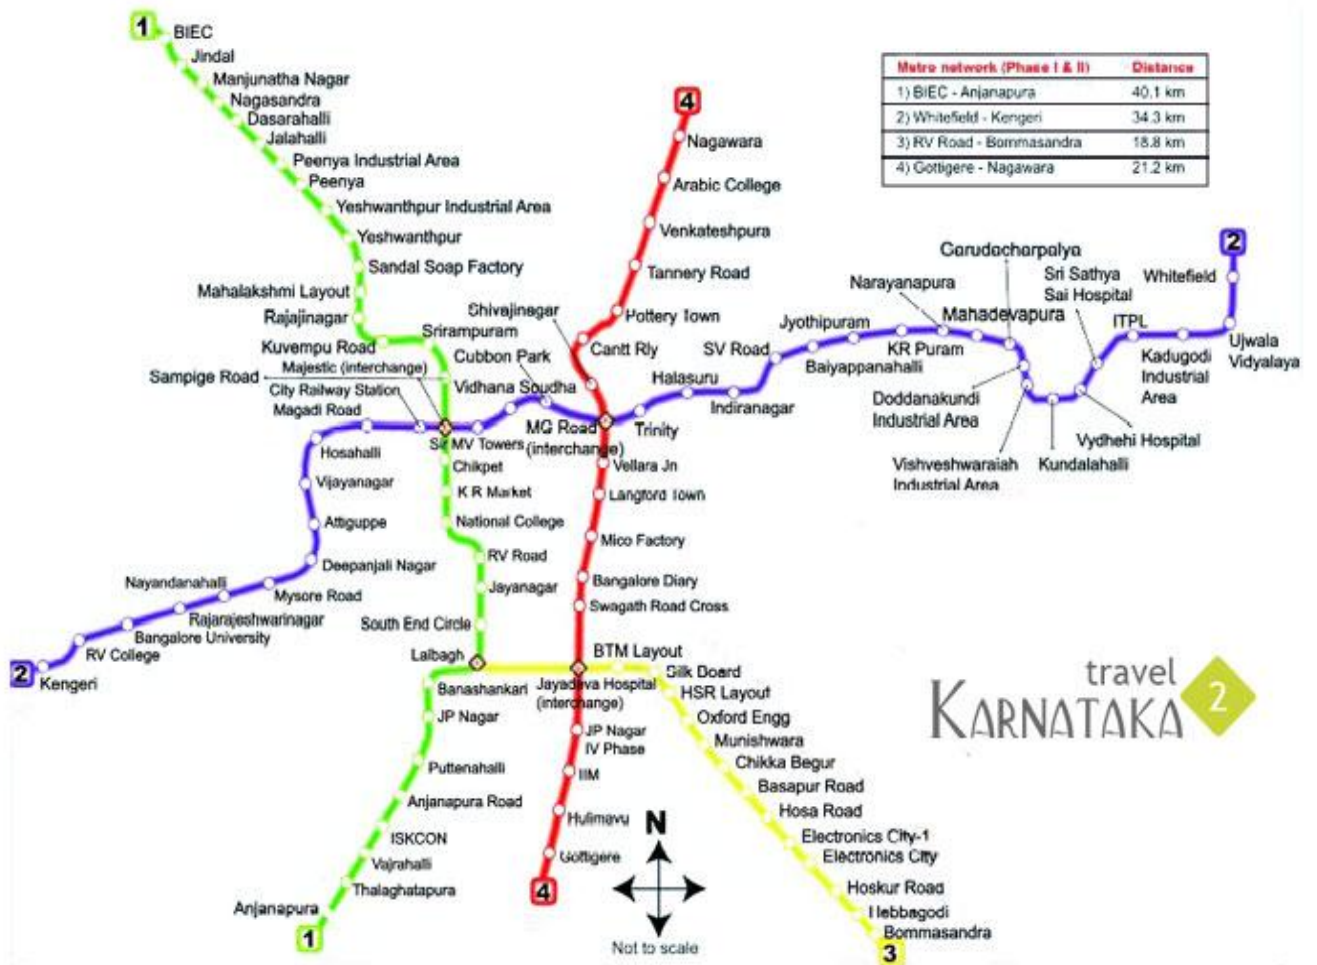 1
BIEC
Jindal
Manjunatha Nagar
Nagasandra
Dasarahalli
Jalahalli
Peenya Industrial Area
Peenya
Yeshwanthpur Industrial Area
Yeshwanthpur
Sandal Soap Factory
Mahalakshmi Layout
Rajajinagar
Kuvempu Road
Srirampuram
Majestic (interchange)
Sampige Road
City Railway Station
Magadi Road
Hosahalli
Vijayanagar
Attiguppe
Deepanjali Nagar
Nayandanahalli
Mysore Road
Rajarajeshwarinagar
Bangalore University
RV College
2
Kengeri
Metro network (Phase I & II) Distance
1) BIEC - Anjanapura 40.1 km
2) Whitefield - Kengeri 34.3 km
3) RV Road - Bommasandra 18.8 km
4) Gottigere - Nagawara 21.2 km
4
Nagawara
Arabic College
Venkateshpura
Tannery Road
Pottery Town
Shivajinagar
Cantt Rly
Cubbon Park
Vidhana Soudha
Sir MV Towers
MG Road
(interchange)
Trinity
Halasuru
Indiranagar
SV Road
Jyothipuram
Baiyappanahalli
Narayanapura
KR Puram
Mahadevapura
Garudacharpalya
Doddanakundi
Industrial Area
Vishveshwaraiah
Industrial Area
Kundalahalli
Vydhehi Hospital
Sri Sathya
Sai Hospital
ITPL
Kadugodi
Industrial
Area
Ujwala
Vidyalaya
Whitefield
2
Chikpet
K R Market
National College
RV Road
Jayanagar
South End Circle
Lalbagh
Banashankari
JP Nagar
Puttenahalli
Anjanapura Road
ISKCON
Vajrahalli
Thalaghatapura
Anjanapura
1
Vellara Jn
Langford Town
Mico Factory
Bangalore Diary
Swagath Road Cross
BTM Layout
Jayadeva Hospital
(interchange)
JP Nagar
IV Phase
IIM
Hulimavu
Gottigere
4
Silk Board
HSR Layout
Oxford Engg
Munishwara
Chikka Begur
Basapur Road
Hosa Road
Electronics City-1
Electronics City
Hoskur Road
Hebbagodi
Bommasandra
3
N
Not to scale
travel
KARNATAKA 2